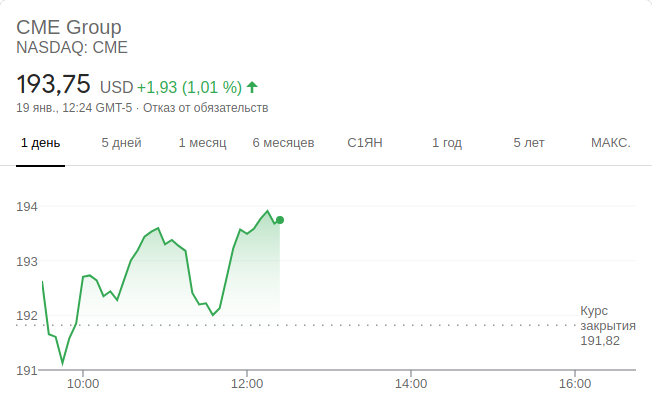 CME Group
NASDAQ: CME
193,75 USD +1,93 (1,01 %)
19 янв., 12:24 GMT-5 · Отказ от обязательств
1 день 5 дней 1 месяц 6 месяцев С1ЯН 1 год 5 лет МАКС.
194
193
192
191
Курс
закрытия
191,82
10:00 12:00 14:00 16:00